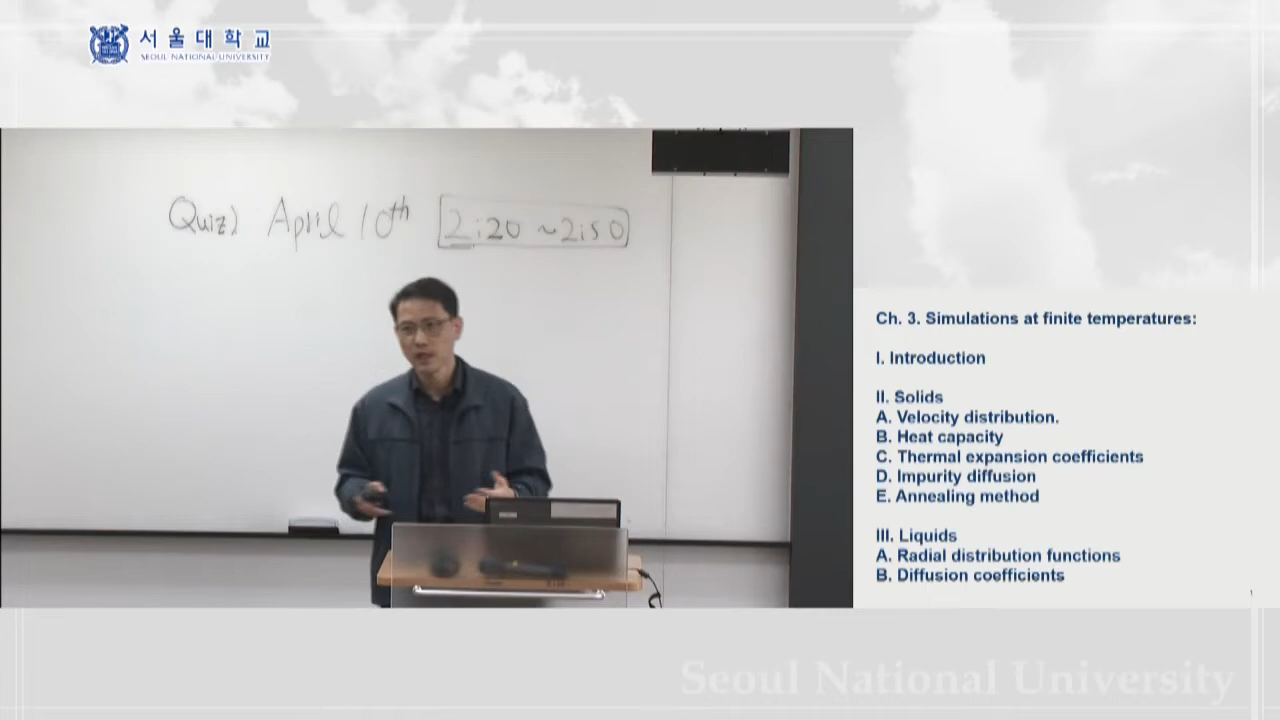 서울대학교
SEOUL NATIONAL UNIVERSITY
Quiz) April 10th 2:20 ~ 2:50
Ch. 3. Simulations at finite temperatures:
I. Introduction
II. Solids
A. Velocity distribution.
B. Heat capacity
C. Thermal expansion coefficients
D. Impurity diffusion
E. Annealing method
III. Liquids
A. Radial distribution functions
B. Diffusion coefficients
Seoul National University